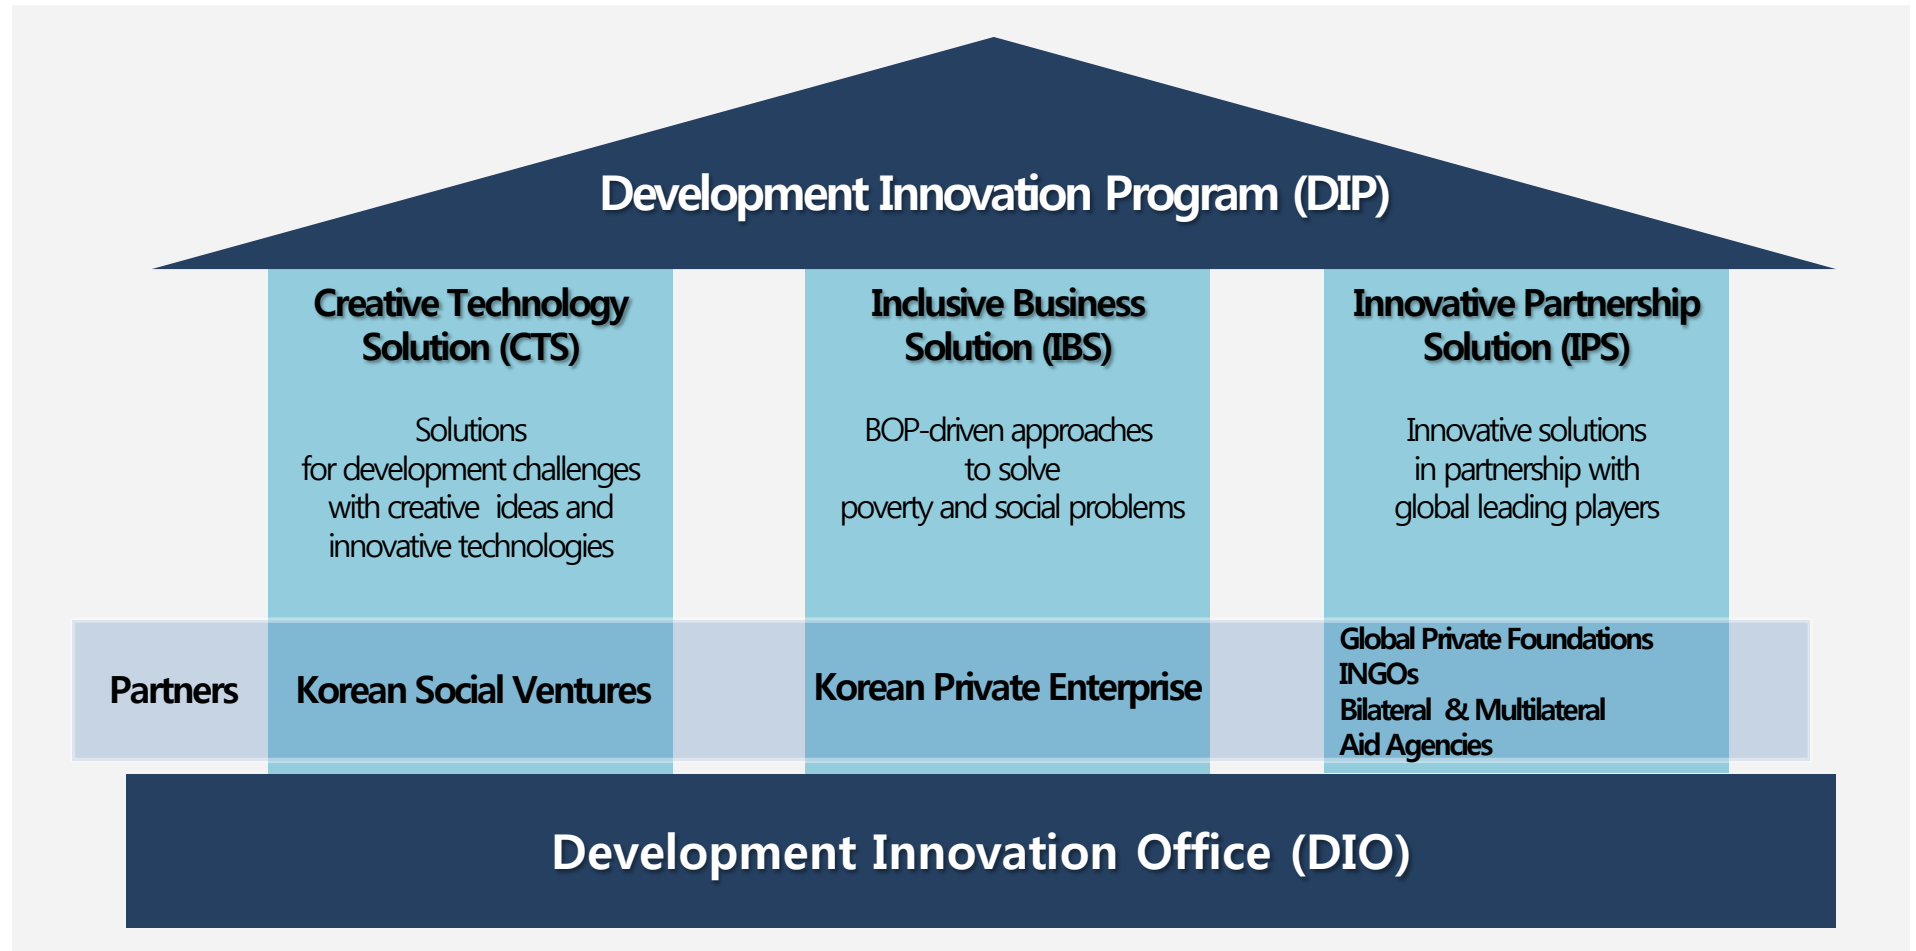 Development Innovation Program (DIP)
Creative Technology
Solution (CTS)
Solutions
for development challenges
with creative  ideas and
innovative technologies
Inclusive Business
Solution (IBS)
BOP-driven approaches
to solve
poverty and social problems
Innovative Partnership
Solution (IPS)
Innovative solutions
in partnership with
global leading players
Partners
Korean Social Ventures
Korean Private Enterprise
Global Private Foundations
INGOs
Bilateral  & Multilateral
Aid Agencies
Development Innovation Office (DIO)